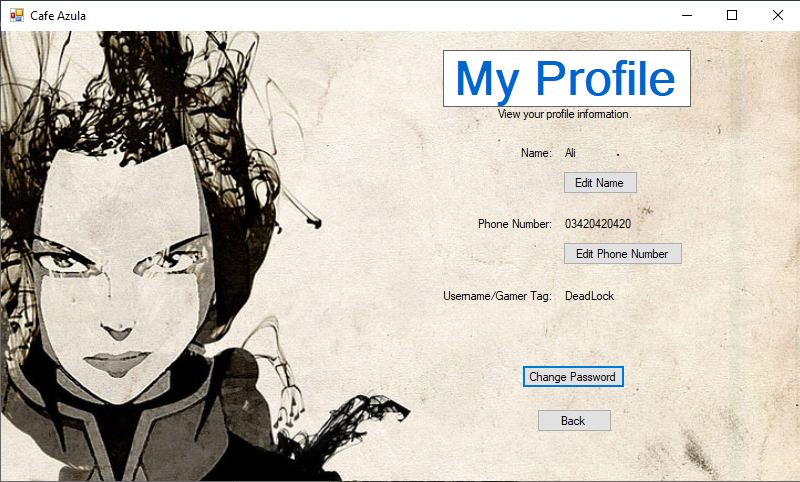 Cafe Azula
My Profile
View your profile information.
Name: Ali
Edit Name
Phone Number: 03420420420
Edit Phone Number
Username/Gamer Tag: DeadLock
Change Password
Back